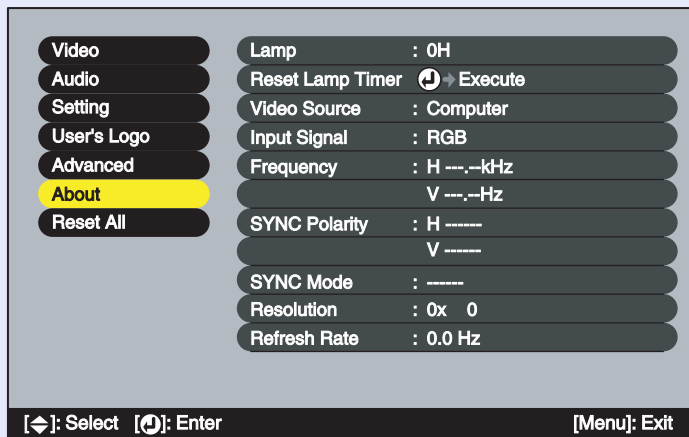 Video
Audio
Setting
User's Logo
Advanced
About
Reset All
Lamp : 0H
Reset Lamp Timer Execute
Video Source : Computer
Input Signal : RGB
Frequency : H ---.--kHz
V ---.--Hz
SYNC Polarity : H ------
V ------
SYNC Mode : ------
Resolution : 0x 0
Refresh Rate : 0.0 Hz
[]: Select []: Enter [Menu]: Exit